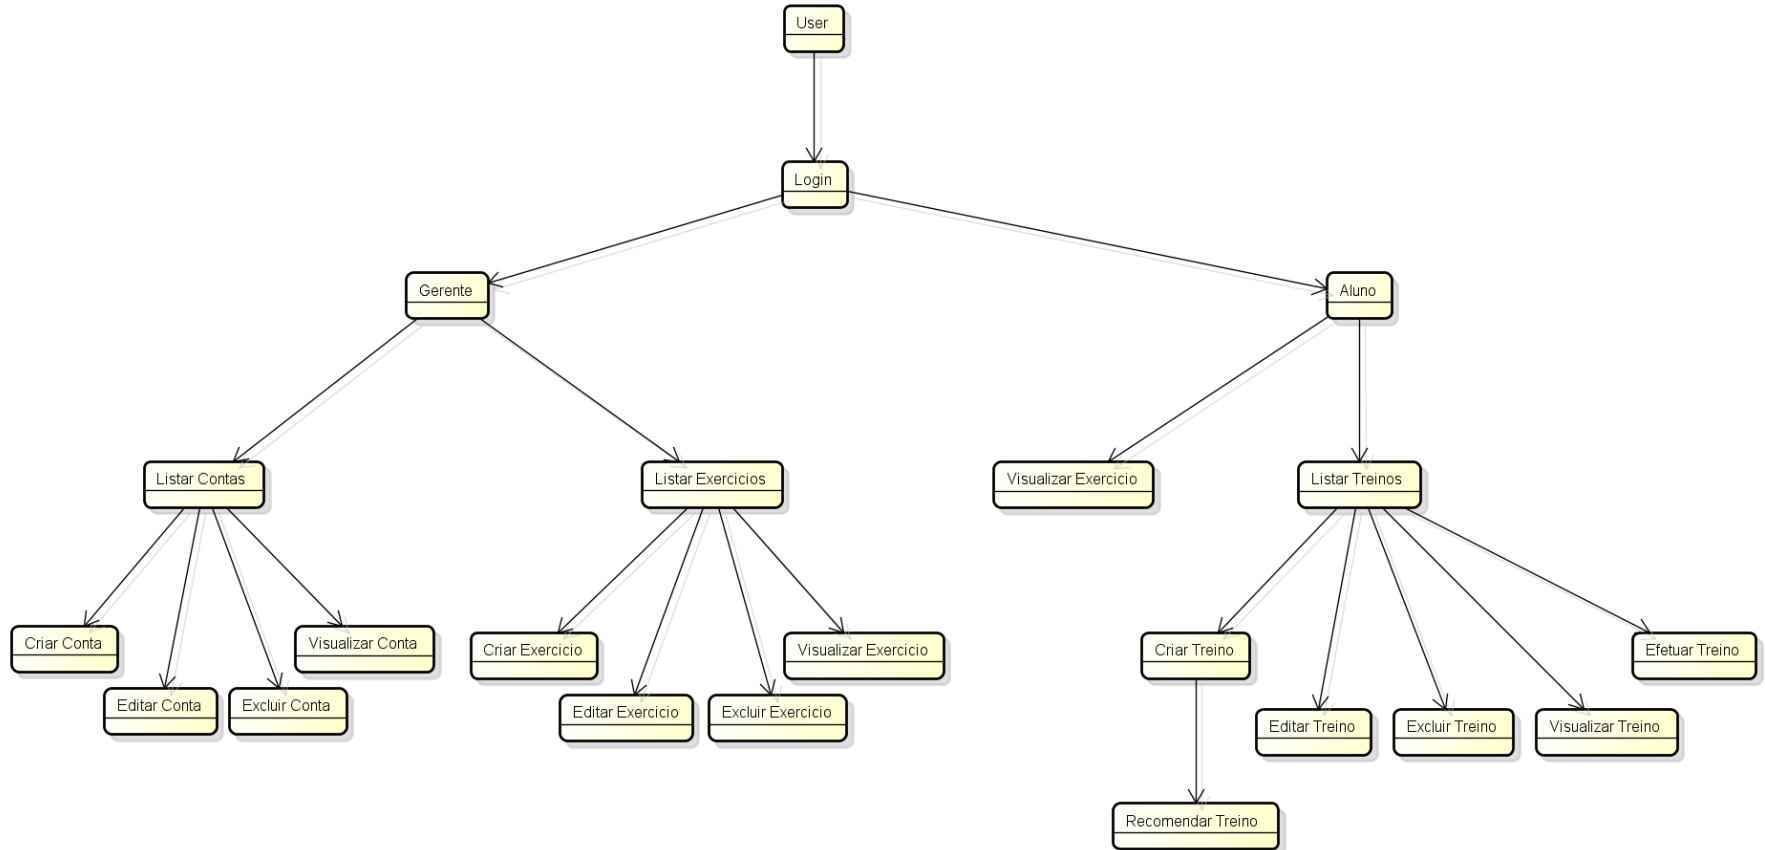 User
Login
Gerente
Aluno
Listar Contas
Listar Exercicios
Visualizar Exercicio
Listar Treinos
Criar Conta
Visualizar Conta
Criar Exercicio
Visualizar Exercicio
Criar Treino
Efetuar Treino
Editar Conta
Excluir Conta
Editar Exercicio
Excluir Exercicio
Editar Treino
Excluir Treino
Visualizar Treino
Recomendar Treino